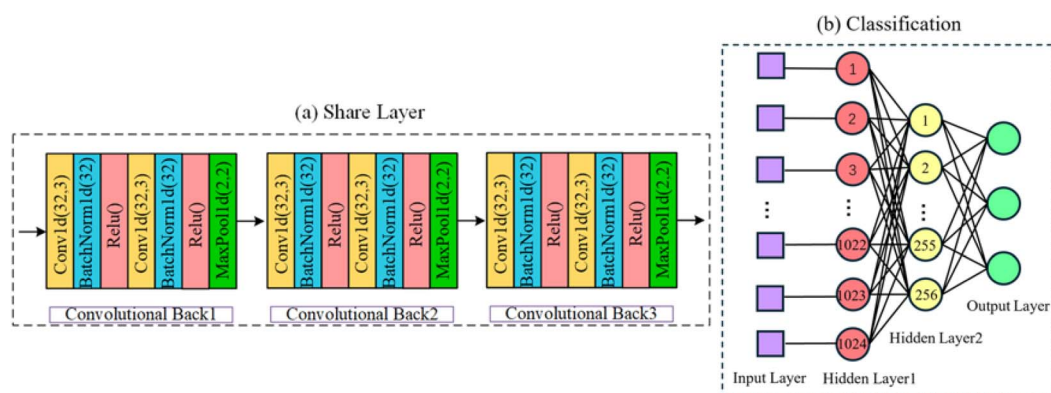 (b) Classification
(a) Share Layer
Conv1d(32,3)
BatchNorm1d(32)
Relu()
Conv1d(32,3)
BatchNorm1d(32)
Relu()
MaxPool1d(2,2)
Conv1d(32,3)
BatchNorm1d(32)
Relu()
Conv1d(32,3)
BatchNorm1d(32)
Relu()
MaxPool1d(2,2)
Conv1d(32,3)
BatchNorm1d(32)
Relu()
Conv1d(32,3)
BatchNorm1d(32)
Relu()
MaxPool1d(2,2)
Convolutional Back1
Convolutional Back2
Convolutional Back3
1
2
3
...
...
1022
1023
1024
1
2
...
255
256
Output Layer
Hidden Layer2
Input Layer
Hidden Layer1